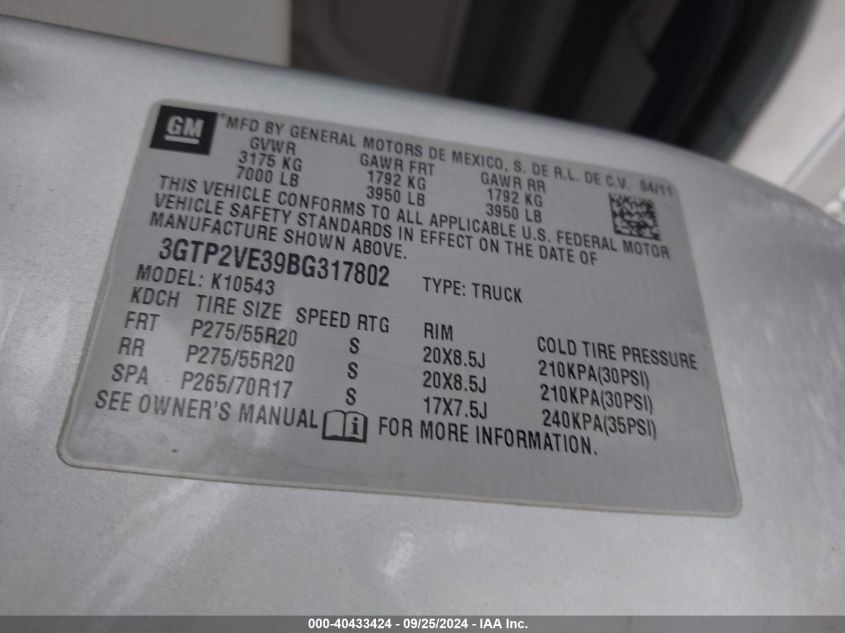 GM
*MFD BY GENERAL MOTORS DE MEXICO, S. DE R.L. DE C.V. 04/11
GVWR GAWR FRT GAWR RR
3175 KG 1792 KG 1792 KG
7000 LB 3950 LB 3950 LB
THIS VEHICLE CONFORMS TO ALL APPLICABLE U.S. FEDERAL MOTOR
VEHICLE SAFETY STANDARDS IN EFFECT ON THE DATE OF
MANUFACTURE SHOWN ABOVE.
3GTP2VE39BG317802 TYPE: TRUCK
MODEL: K10543
KDCH TIRE SIZE SPEED RTG RIM COLD TIRE PRESSURE
FRT P275/55R20 S 20X8.5J 210KPA(30PSI)
RR P275/55R20 S 20X8.5J 210KPA(30PSI)
SPA P265/70R17 S 17X7.5J 240KPA(35PSI)
SEE OWNER'S MANUAL i FOR MORE INFORMATION.
000-40433424 - 09/25/2024 - IAA Inc.